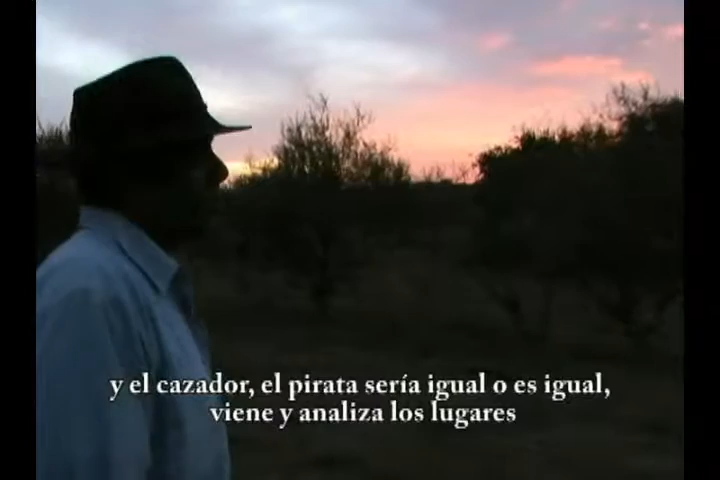 y el cazador, el pirata sería igual o es igual,
viene y analiza los lugares